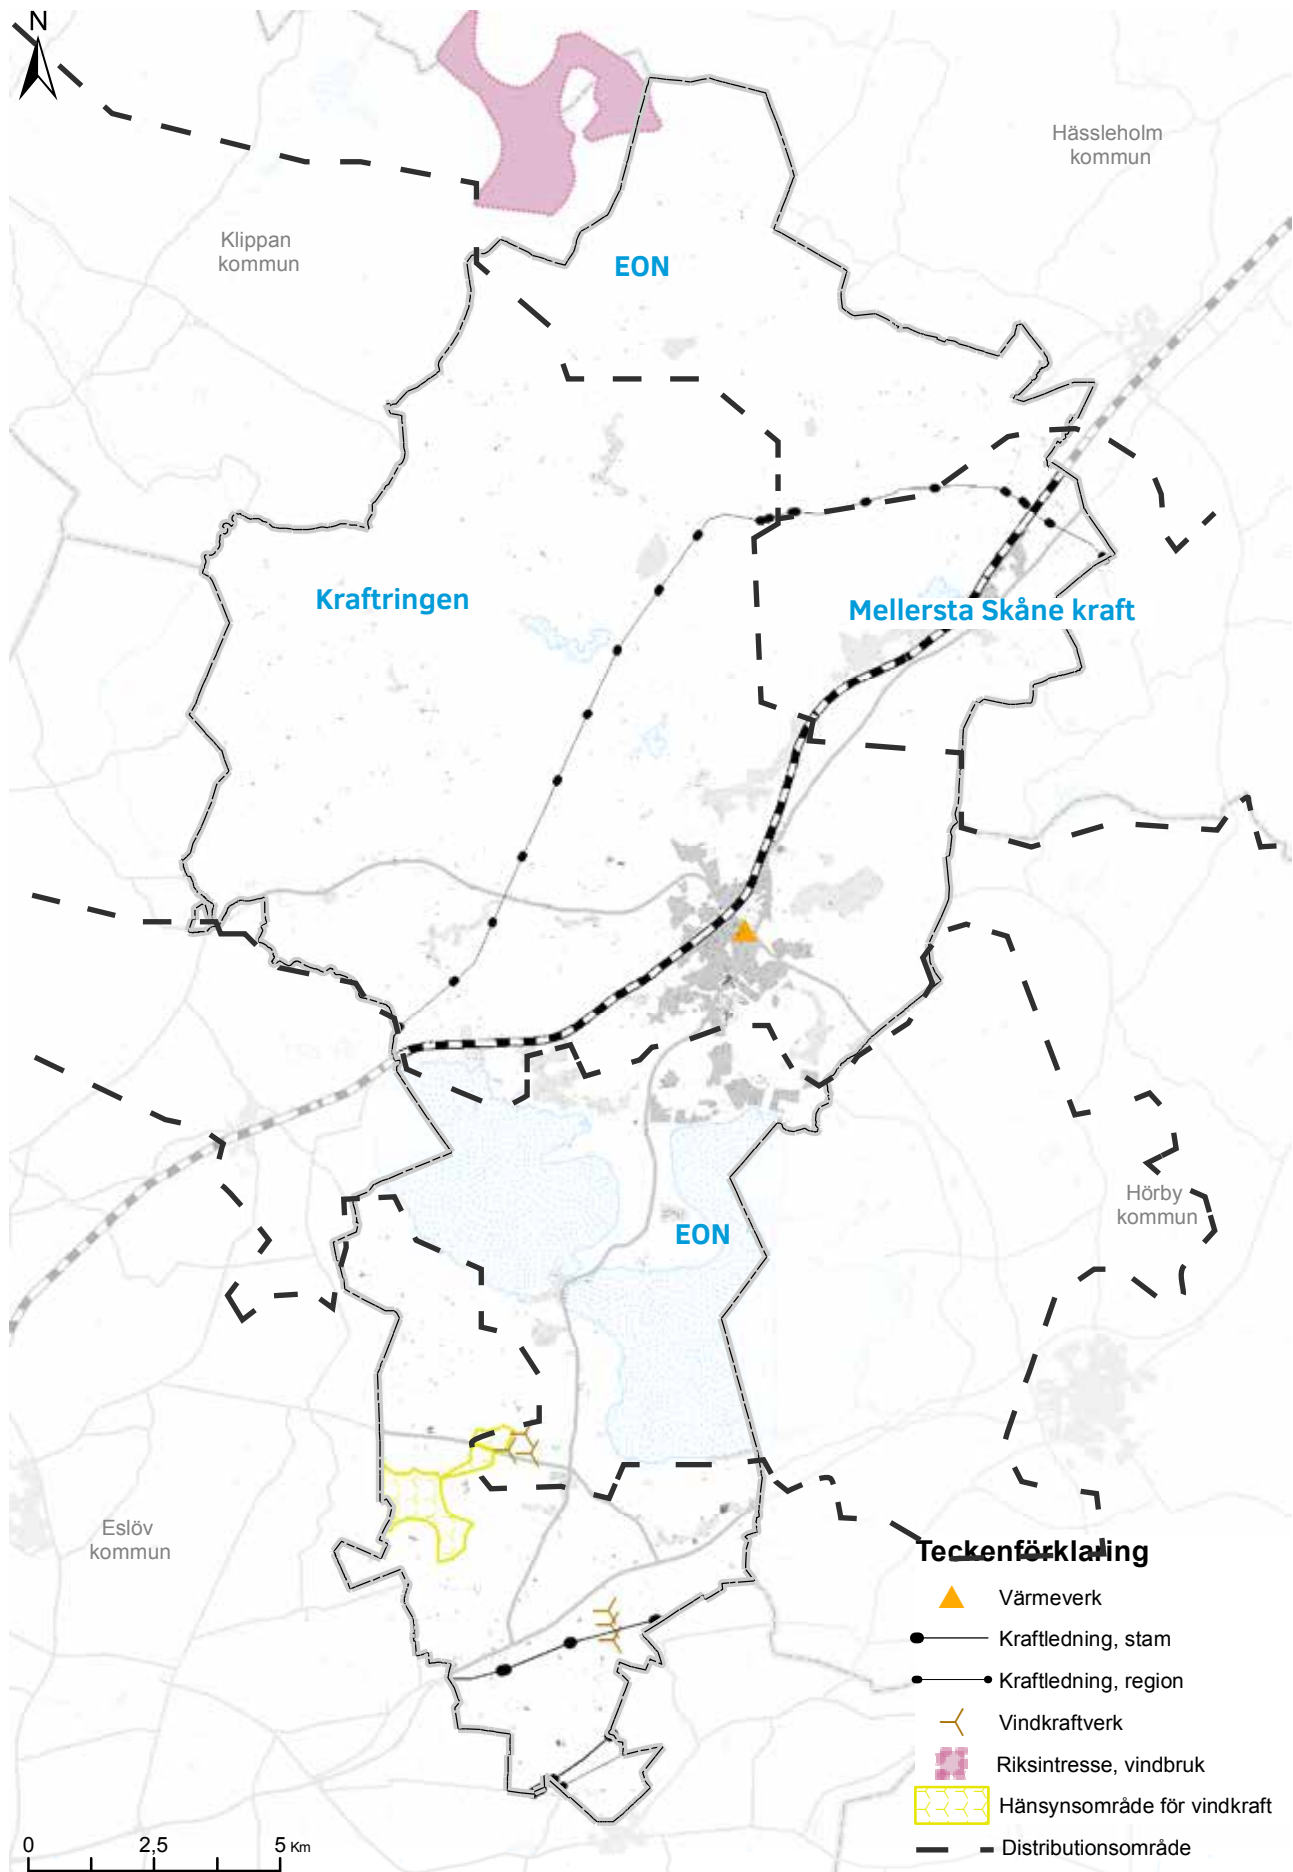 N
Hässleholm
kommun
Klippan
kommun
EON
Kraftringen
Mellersta Skåne kraft
Hörby
kommun
EON
Eslöv
kommun
Teckenförklaring
Värmeverk
Kraftledning, stam
Kraftledning, region
Vindkraftverk
Riksintresse, vindbruk
Hänsynsområde för vindkraft
Distributionsområde
0 2,5 5 Km